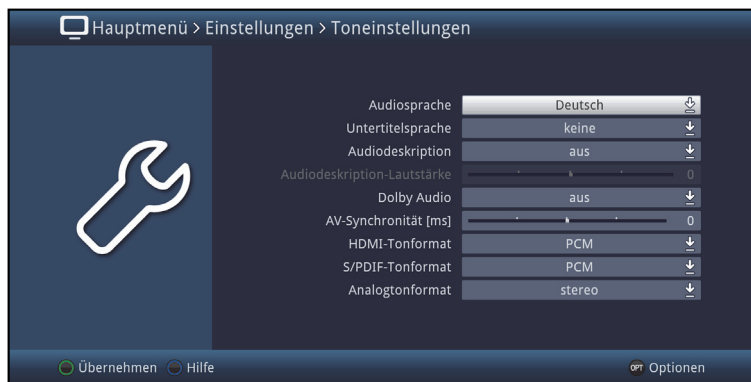 Hauptmenü > Einstellungen > Toneinstellungen
Audiosprache Deutsch
Untertitelsprache keine
Audiodeskription aus
Audiodeskription-Lautstärke 0
Dolby Audio aus
AV-Synchronität [ms] 0
HDMI-Tonformat PCM
S/PDIF-Tonformat PCM
Analogtonformat stereo
Übernehmen Hilfe OPT Optionen